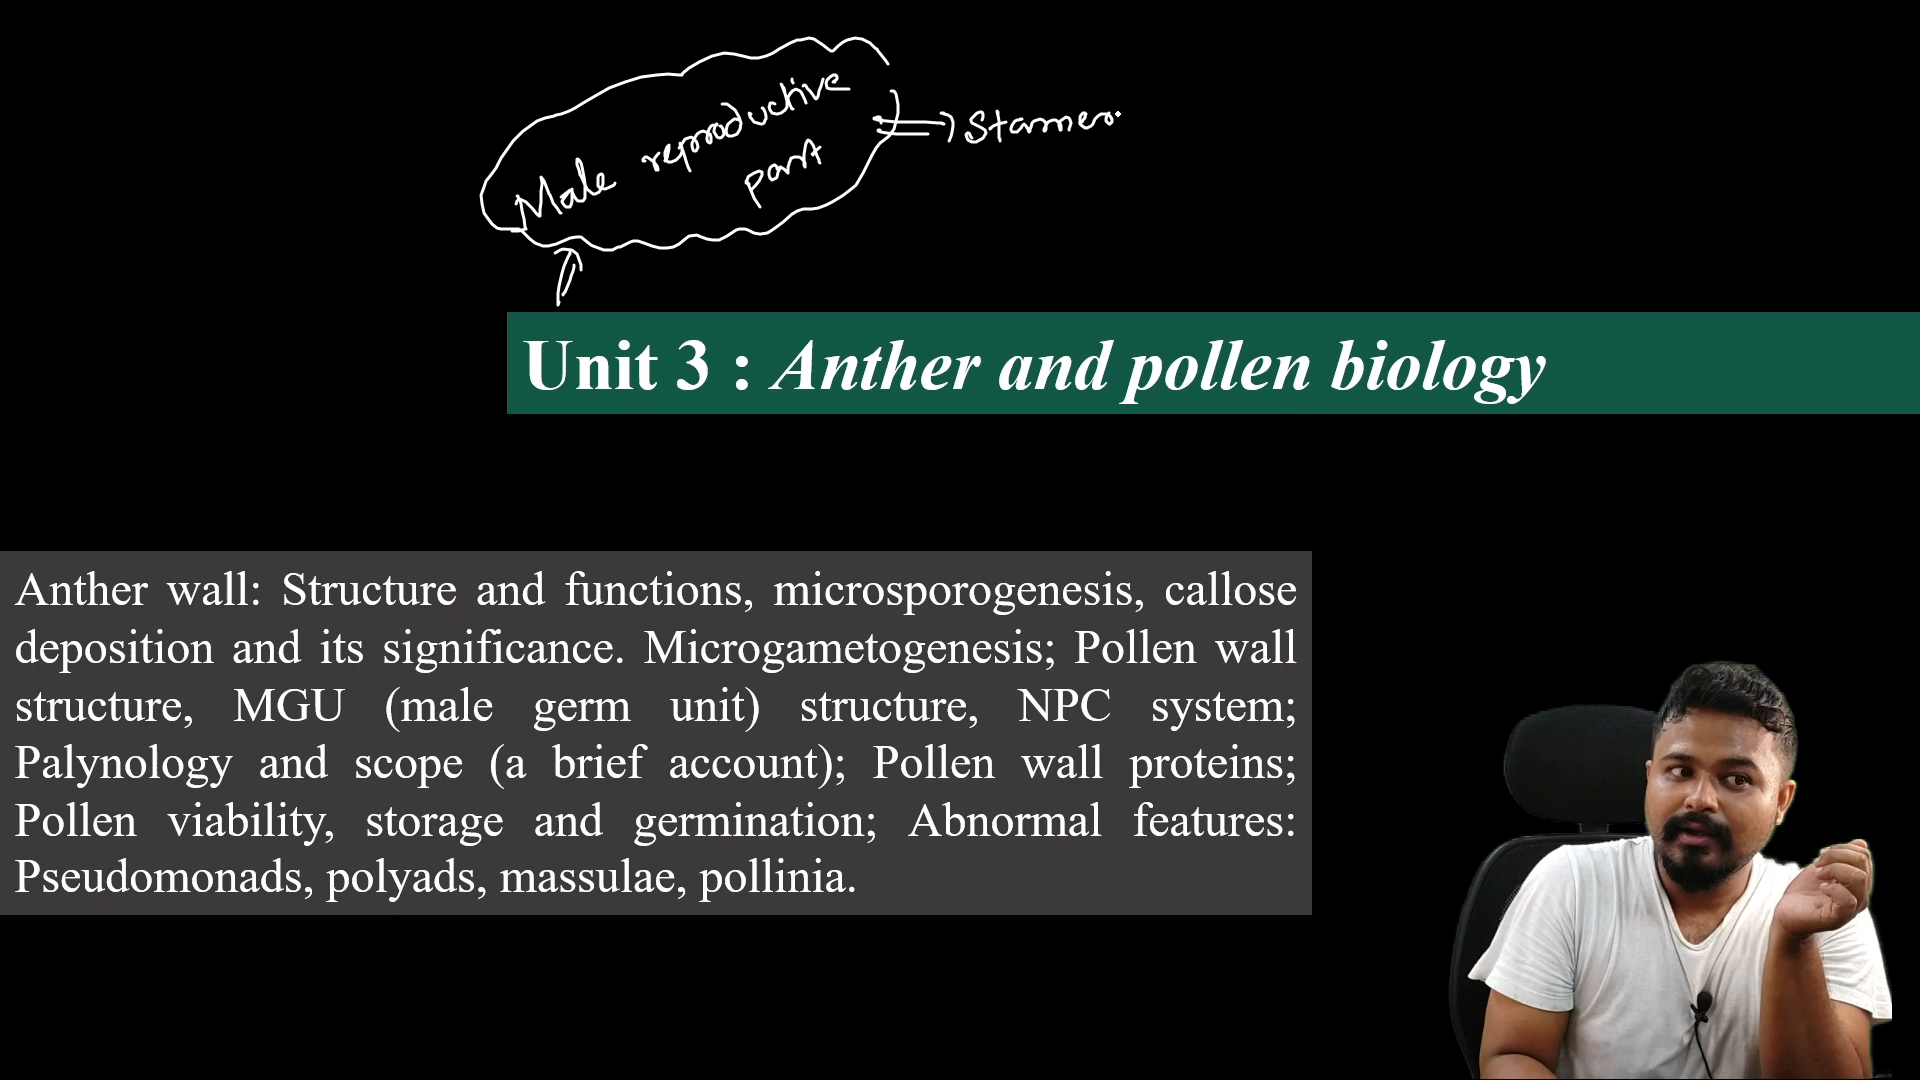 Male reproductive
part
Stamen
Unit 3 : Anther and pollen biology
Anther wall: Structure and functions, microsporogenesis, callose
deposition and its significance. Microgametogenesis; Pollen wall
structure, MGU (male germ unit) structure, NPC system;
Palynology and scope (a brief account); Pollen wall proteins;
Pollen viability, storage and germination; Abnormal features:
Pseudomonads, polyads, massulae, pollinia.